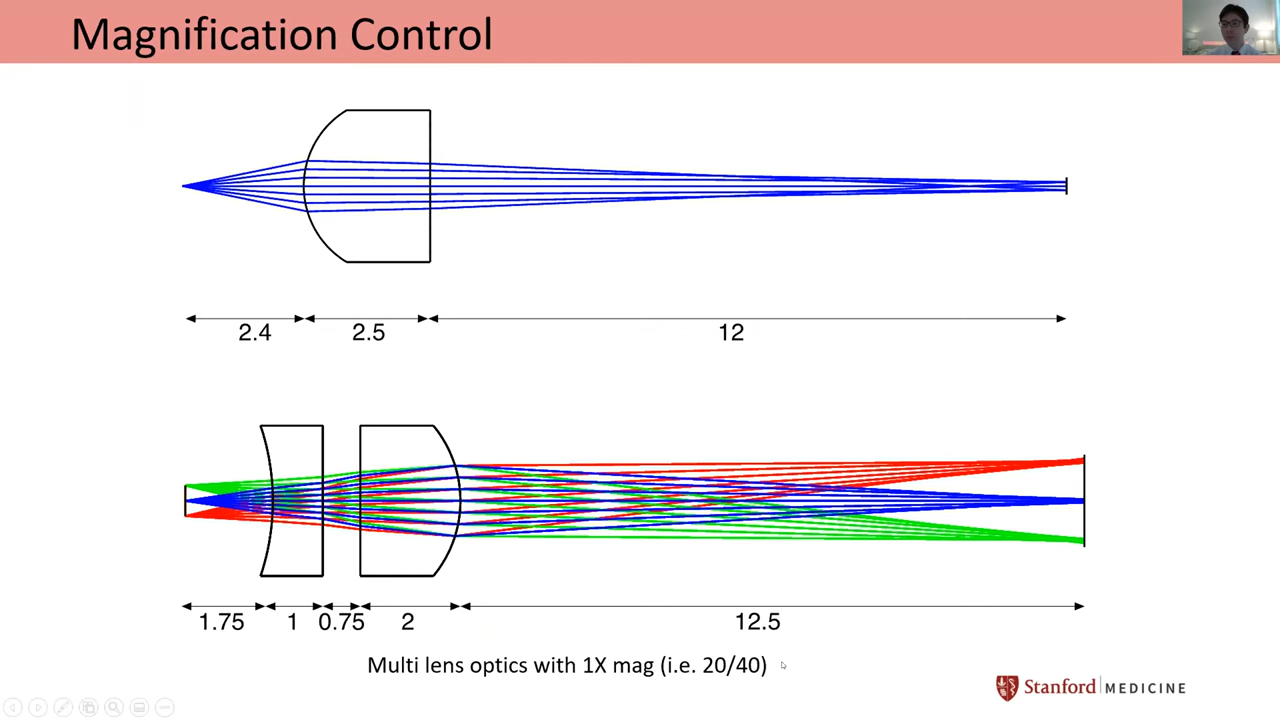 Magnification Control
2.4 2.5 12
1.75 1 0.75 2 12.5
Multi lens optics with 1X mag (i.e. 20/40)
Stanford MEDICINE